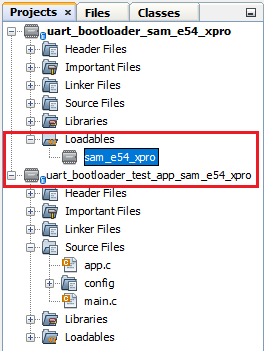 Projects × Files Classes
uart_bootloader_sam_e54_xpro
Header Files
Important Files
Linker Files
Source Files
Libraries
Loadables
sam_e54_xpro
uart_bootloader_test_app_sam_e54_xpro
Header Files
Important Files
Linker Files
Source Files
app.c
config
main.c
Libraries
Loadables